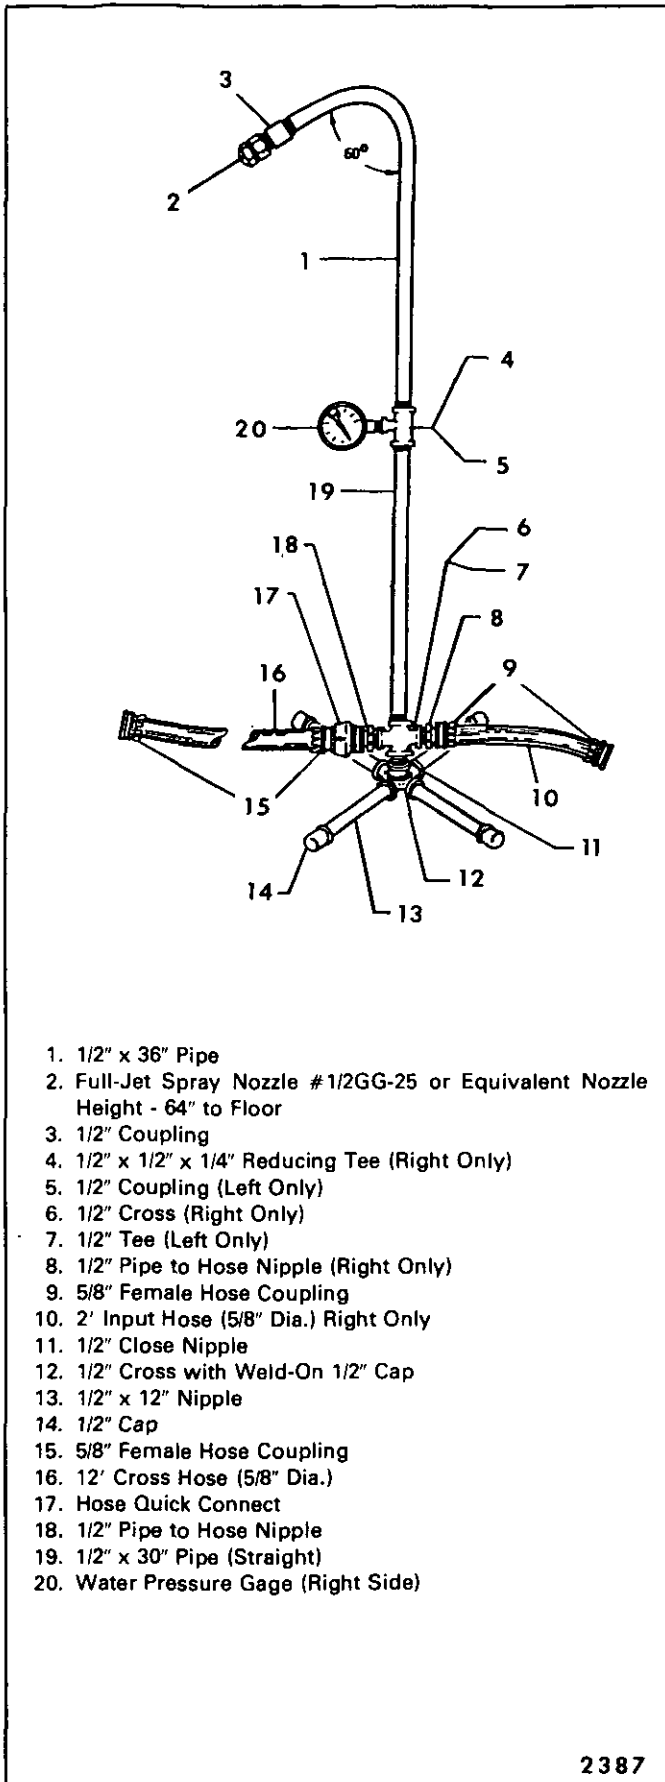 3
60°
2
1
4
20
5
19
6
18
7
17
8
16
9
15
10
11
14
12
13
1. 1/2" x 36" Pipe
2. Full-Jet Spray Nozzle #1/2GG-25 or Equivalent Nozzle
Height - 64" to Floor
3. 1/2" Coupling
4. 1/2" x 1/2" x 1/4" Reducing Tee (Right Only)
5. 1/2" Coupling (Left Only)
6. 1/2" Cross (Right Only)
7. 1/2" Tee (Left Only)
8. 1/2" Pipe to Hose Nipple (Right Only)
9. 5/8" Female Hose Coupling
10. 2' Input Hose (5/8" Dia.) Right Only
11. 1/2" Close Nipple
12. 1/2" Cross with Weld-On 1/2" Cap
13. 1/2" x 12" Nipple
14. 1/2" Cap
15. 5/8" Female Hose Coupling
16. 12' Cross Hose (5/8" Dia.)
17. Hose Quick Connect
18. 1/2" Pipe to Hose Nipple
19. 1/2" x 30" Pipe (Straight)
20. Water Pressure Gage (Right Side)
2387